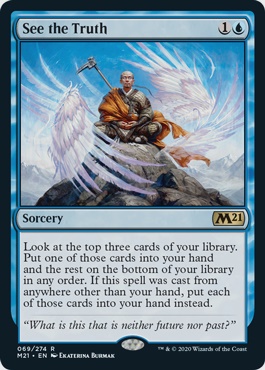 See the Truth 1
Sorcery M21
Look at the top three cards of your library.
Put one of those cards into your hand
and the rest on the bottom of your library
in any order. If this spell was cast from
anywhere other than your hand, put each
of those cards into your hand instead.
“What is this that is neither future nor past?”
069/274 R
M21 • EN EKATERINA BURMAK
™ & © 2020 Wizards of the Coast